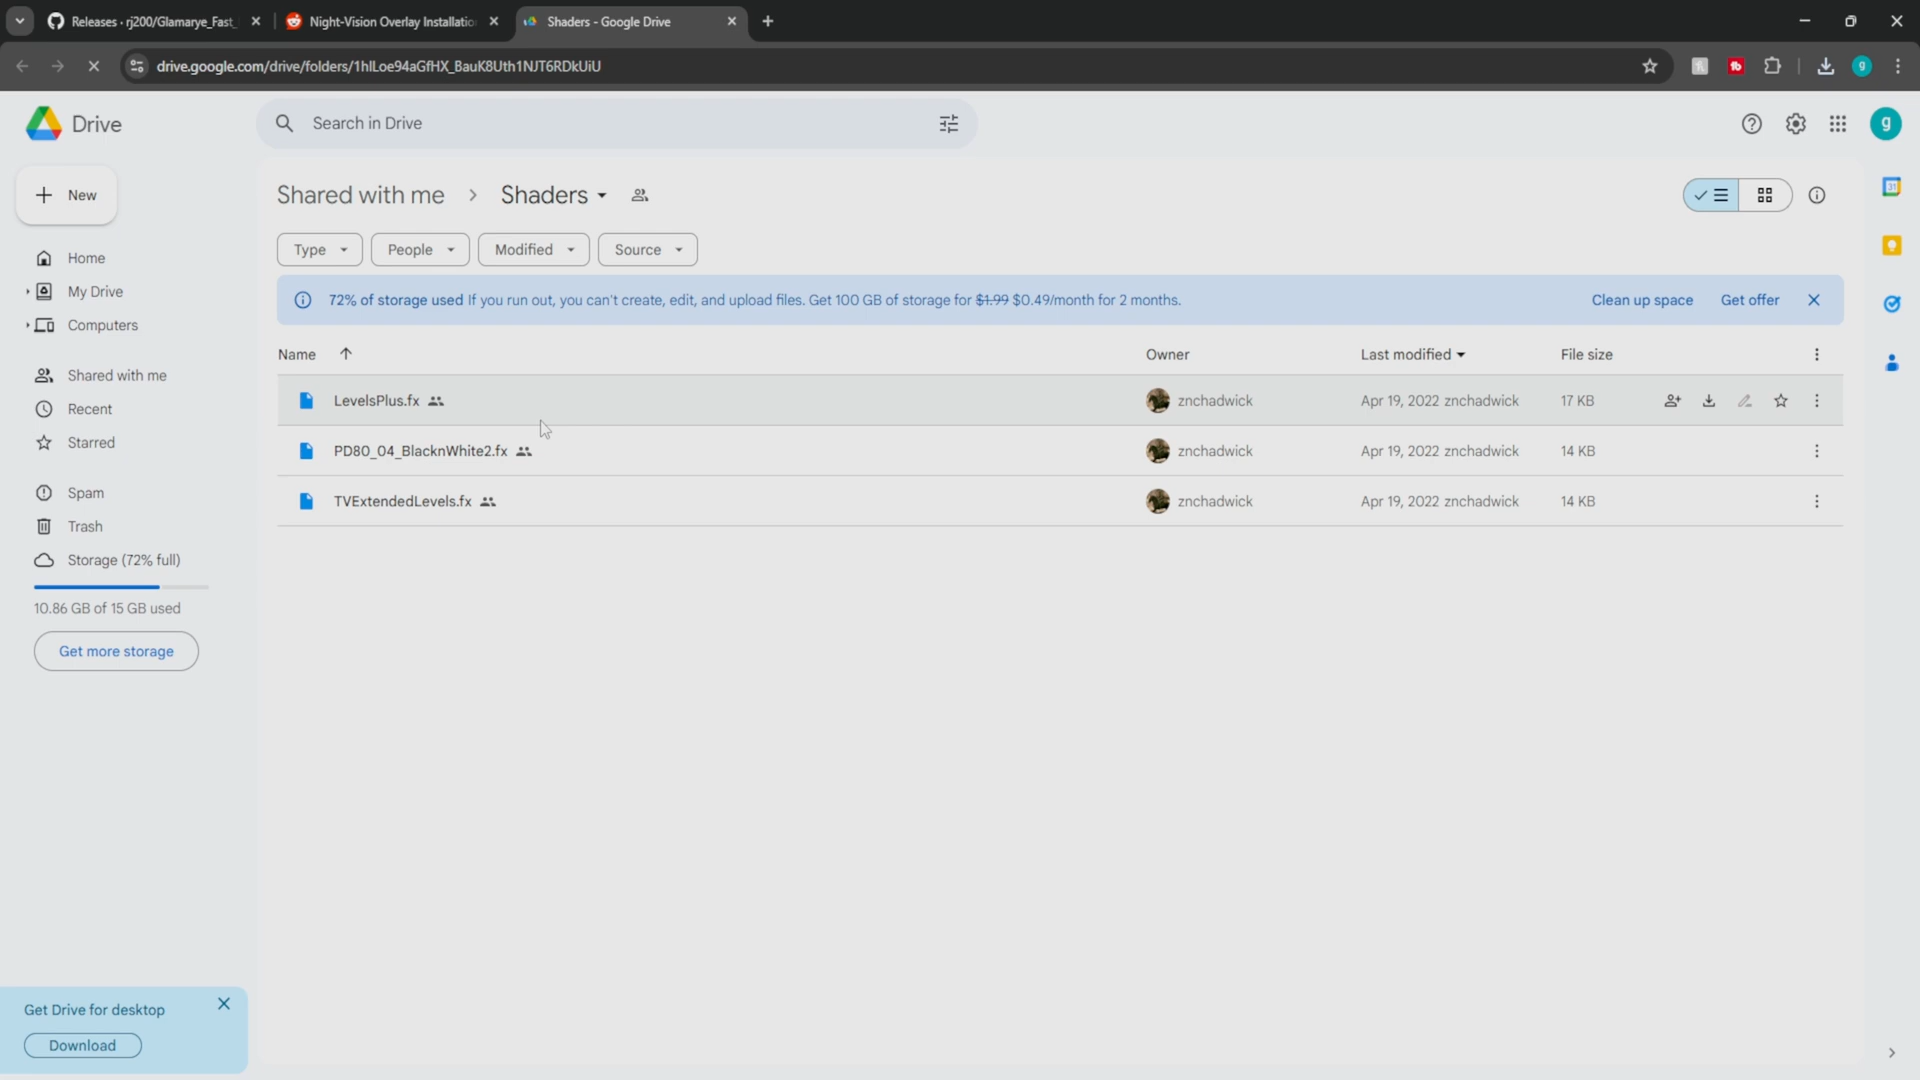 Releases · rj200/Glamarye_Fast_
Night-Vision Overlay Installatio
Shaders - Google Drive
drive.google.com/drive/folders/1hlLoe94aGfHX_BauK8Uth1NJT6RDkUiU
g
Drive
Search in Drive
g
New
Shared with me > Shaders
Type
People
Modified
Source
Home
My Drive
Computers
Shared with me
Recent
Starred
Spam
Trash
Storage (72% full)
10.86 GB of 15 GB used
Get more storage
72% of storage used If you run out, you can't create, edit, and upload files. Get 100 GB of storage for $1.99 $0.49/month for 2 months.
Clean up space
Get offer
Name
Owner
Last modified
File size
LevelsPlus.fx
znchadwick
Apr 19, 2022 znchadwick
17 KB
PD80_04_BlacknWhite2.fx
znchadwick
Apr 19, 2022 znchadwick
14 KB
TVExtendedLevels.fx
znchadwick
Apr 19, 2022 znchadwick
14 KB
31
Get Drive for desktop
Download